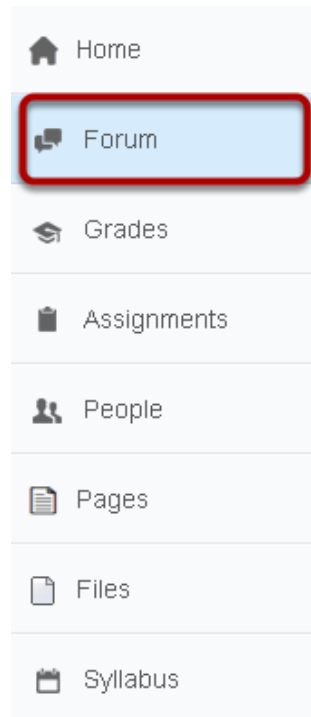 Home
Forum
Grades
Assignments
People
Pages
Files
Syllabus